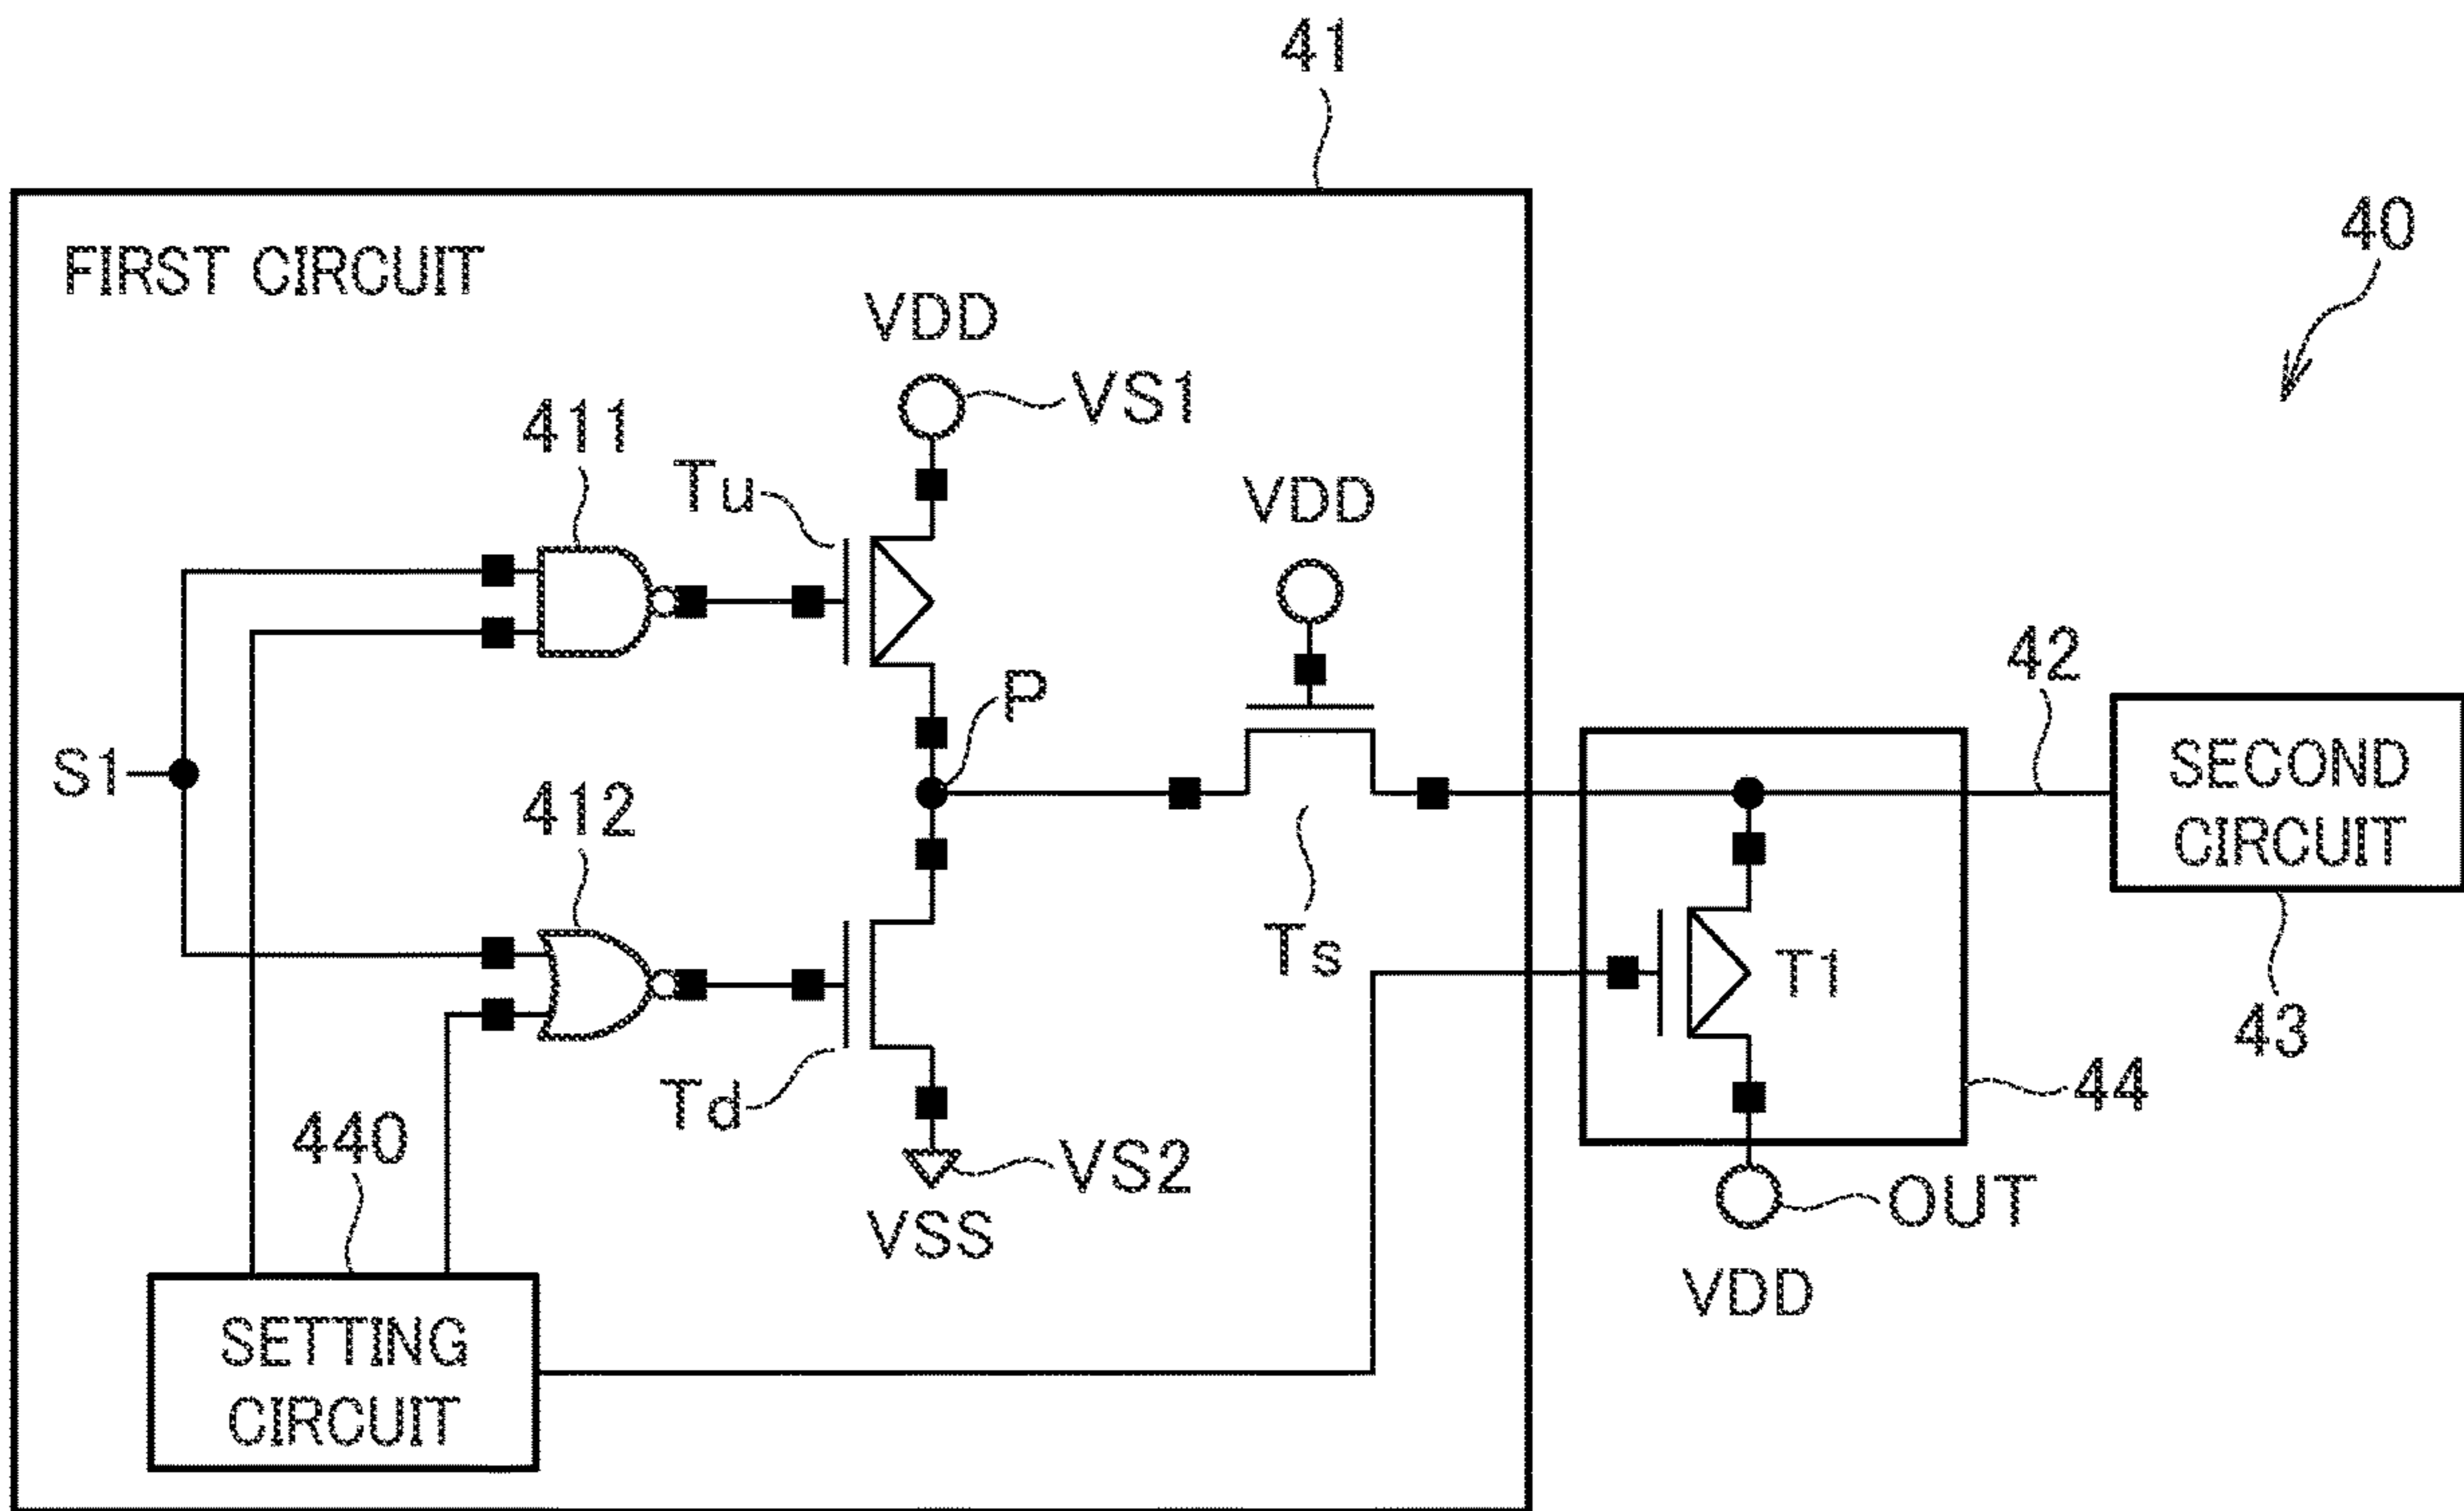 41
40
FIRST CIRCUIT
VDD
VS1
411
Tu
VDD
P
42
S1
SECOND
CIRCUIT
412
Ts
T1
43
Td
44
440
VS2
OUT
VSS
VDD
SETTING
CIRCUIT